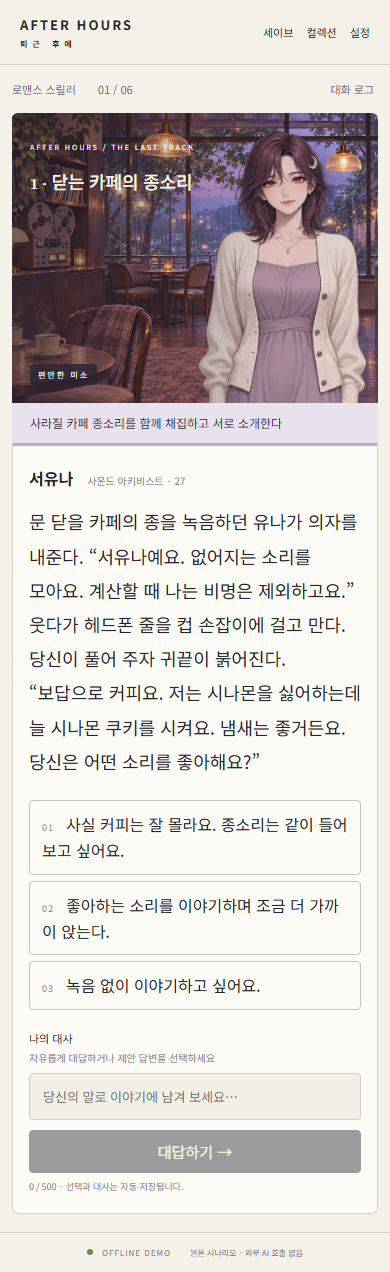 AFTER HOURS
퇴근 후에
세이브 컬렉션 설정
로맨스 스릴러 01 / 06 대화 로그
AFTER HOURS / THE LAST TRACK
1 · 닫는 카페의 종소리
편안한 미소
사라질 카페 종소리를 함께 채집하고 서로 소개한다
서유나 사운드 아키비스트 · 27
문 닫을 카페의 종을 녹음하던 유나가 의자를
내준다. “서유나예요. 없어지는 소리를
모아요. 계산할 때 나는 비명은 제외하고요.”
웃다가 헤드폰 줄을 컵 손잡이에 걸고 만다.
당신이 풀어 주자 귀끝이 붉어진다.
“보답으로 커피요. 저는 시나몬을 싫어하는데
늘 시나몬 쿠키를 시켜요. 냄새는 좋거든요.
당신은 어떤 소리를 좋아해요?”
01 사실 커피는 잘 몰라요. 종소리는 같이 들어
보고 싶어요.
02 좋아하는 소리를 이야기하며 조금 더 가까
이 앉는다.
03 녹음 없이 이야기하고 싶어요.
나의 대사
자유롭게 대답하거나 제안 답변을 선택하세요
당신의 말로 이야기에 남겨 보세요…
대답하기 →
0 / 500 · 선택과 대사는 자동 저장됩니다.
OFFLINE DEMO 원본 시나리오 · 외부 AI 호출 없음